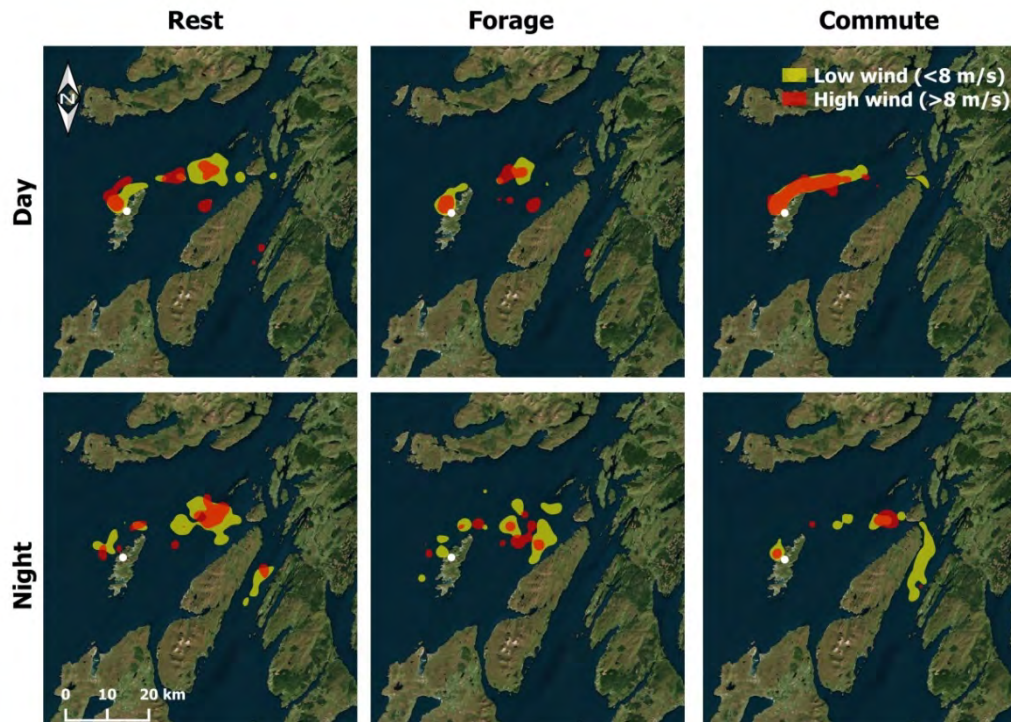 Rest Forage Commute
N
Low wind (<8 m/s)
High wind (>8 m/s)
Day
Night
0 10 20 km